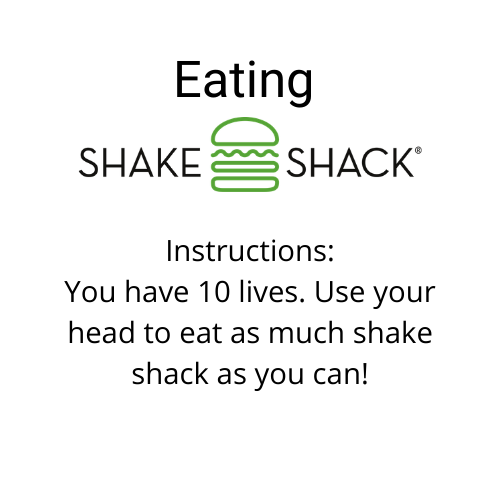 Eating
SHAKE SHACK®
Instructions:
You have 10 lives. Use your
head to eat as much shake
shack as you can!